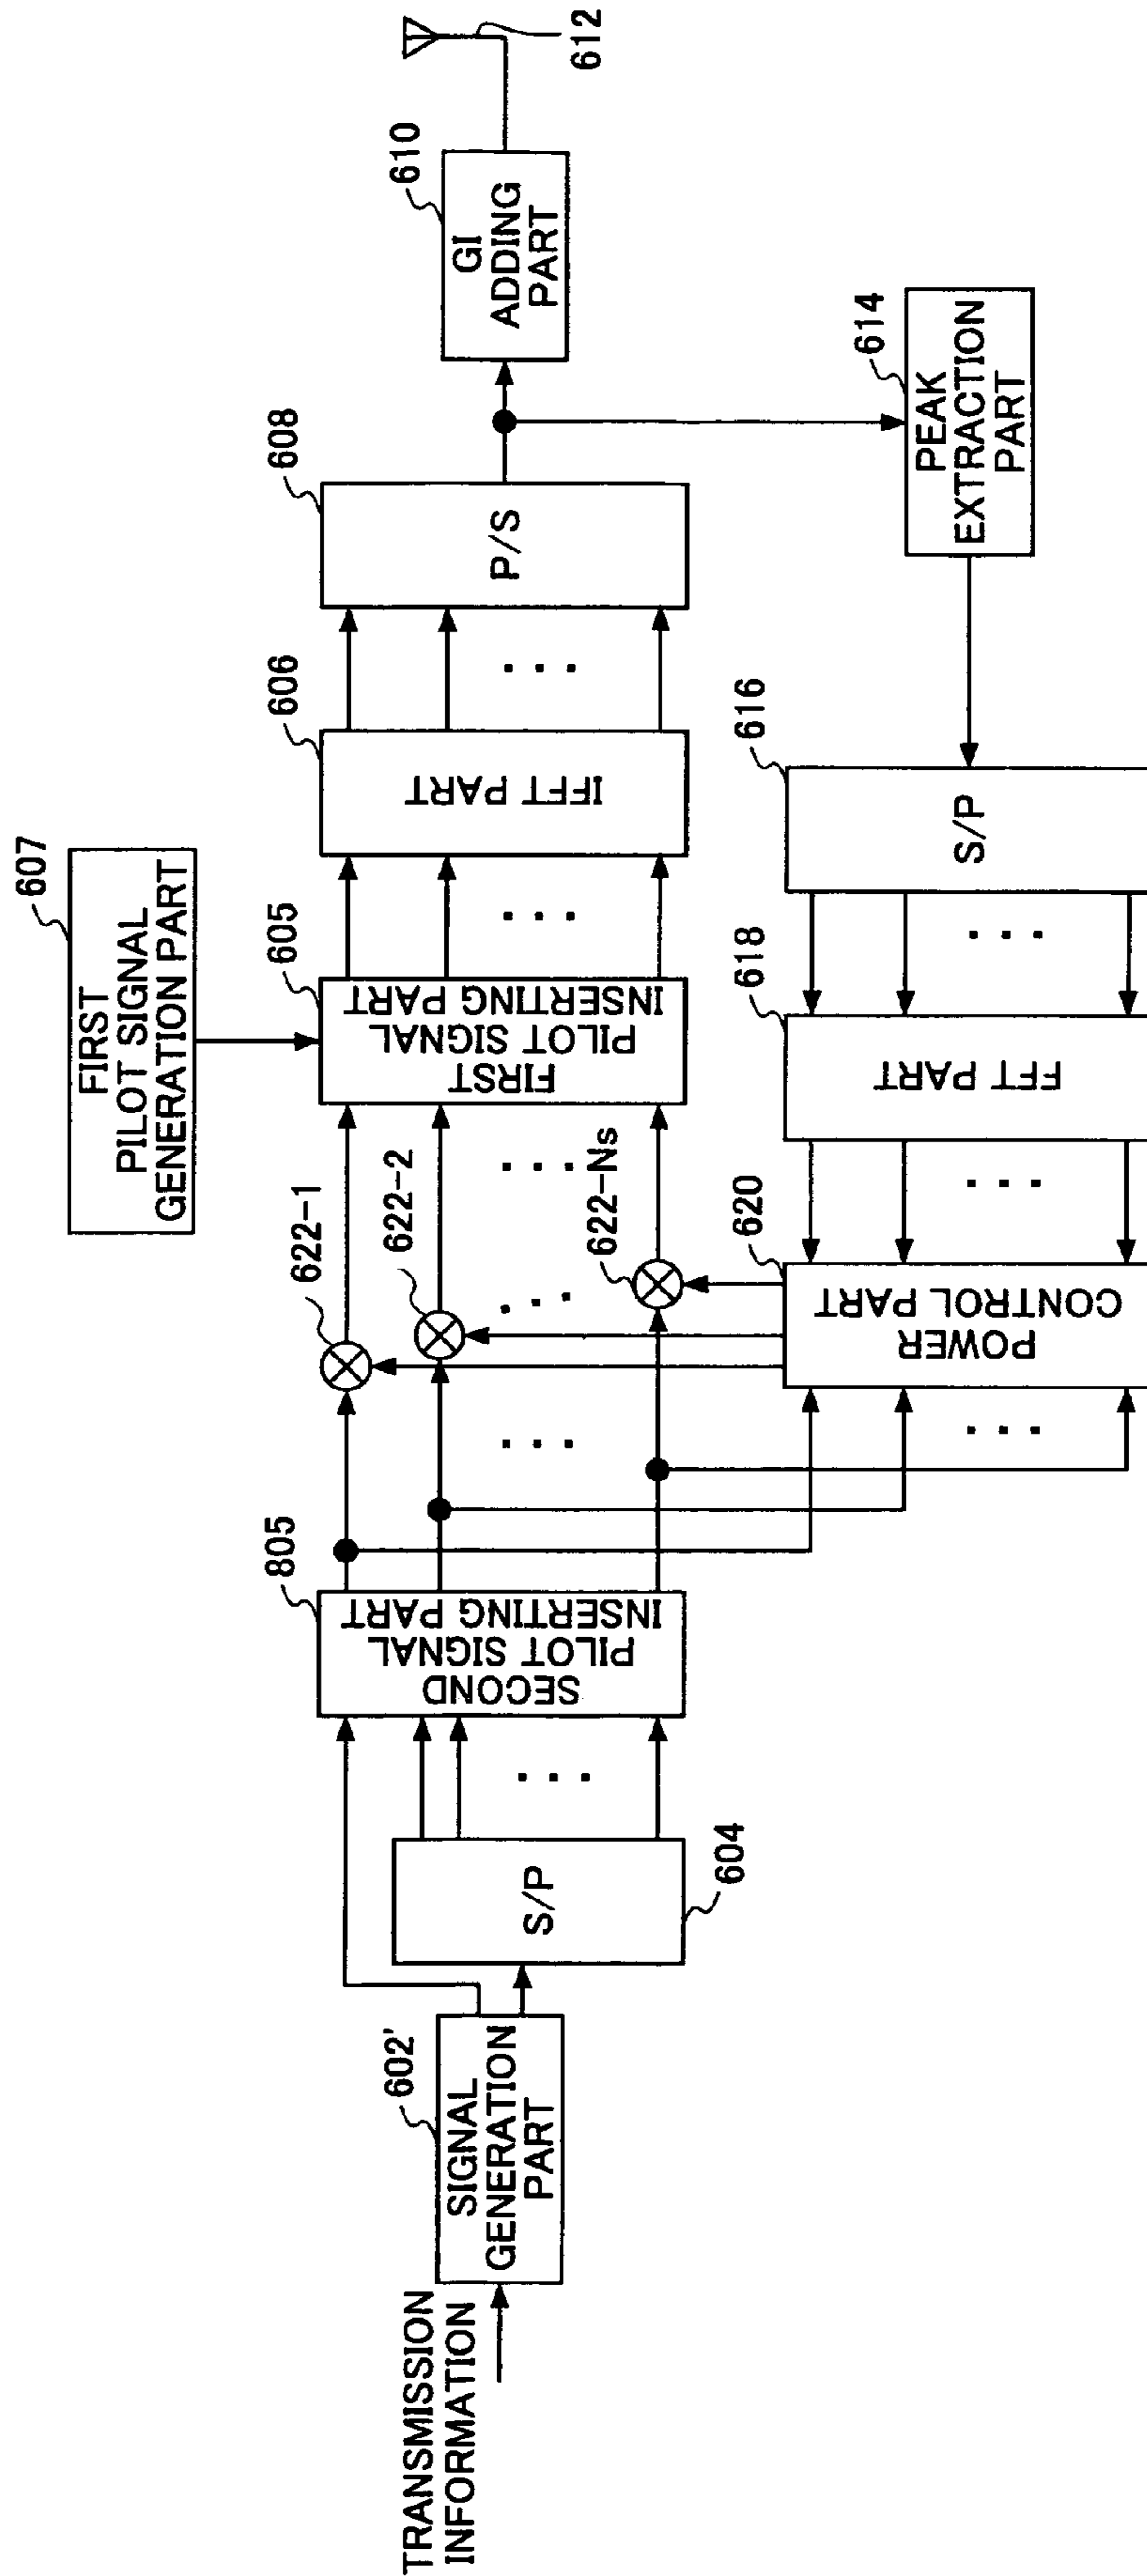 TRANSMISSION
INFORMATION
602'
SIGNAL
GENERATION
PART
S/P
604
805
SECOND
PILOT SIGNAL
INSERTING PART
. . .
. . .
622-1
622-2
. . .
622-Ns
. . .
FIRST
PILOT SIGNAL
GENERATION PART
607
605
FIRST
PILOT SIGNAL
INSERTING PART
. . .
606
IFFT PART
. . .
608
P/S
610
GI
ADDING
PART
612
614
PEAK
EXTRACTION
PART
616
S/P
. . .
618
FFT PART
. . .
620
POWER
CONTROL PART
. . .